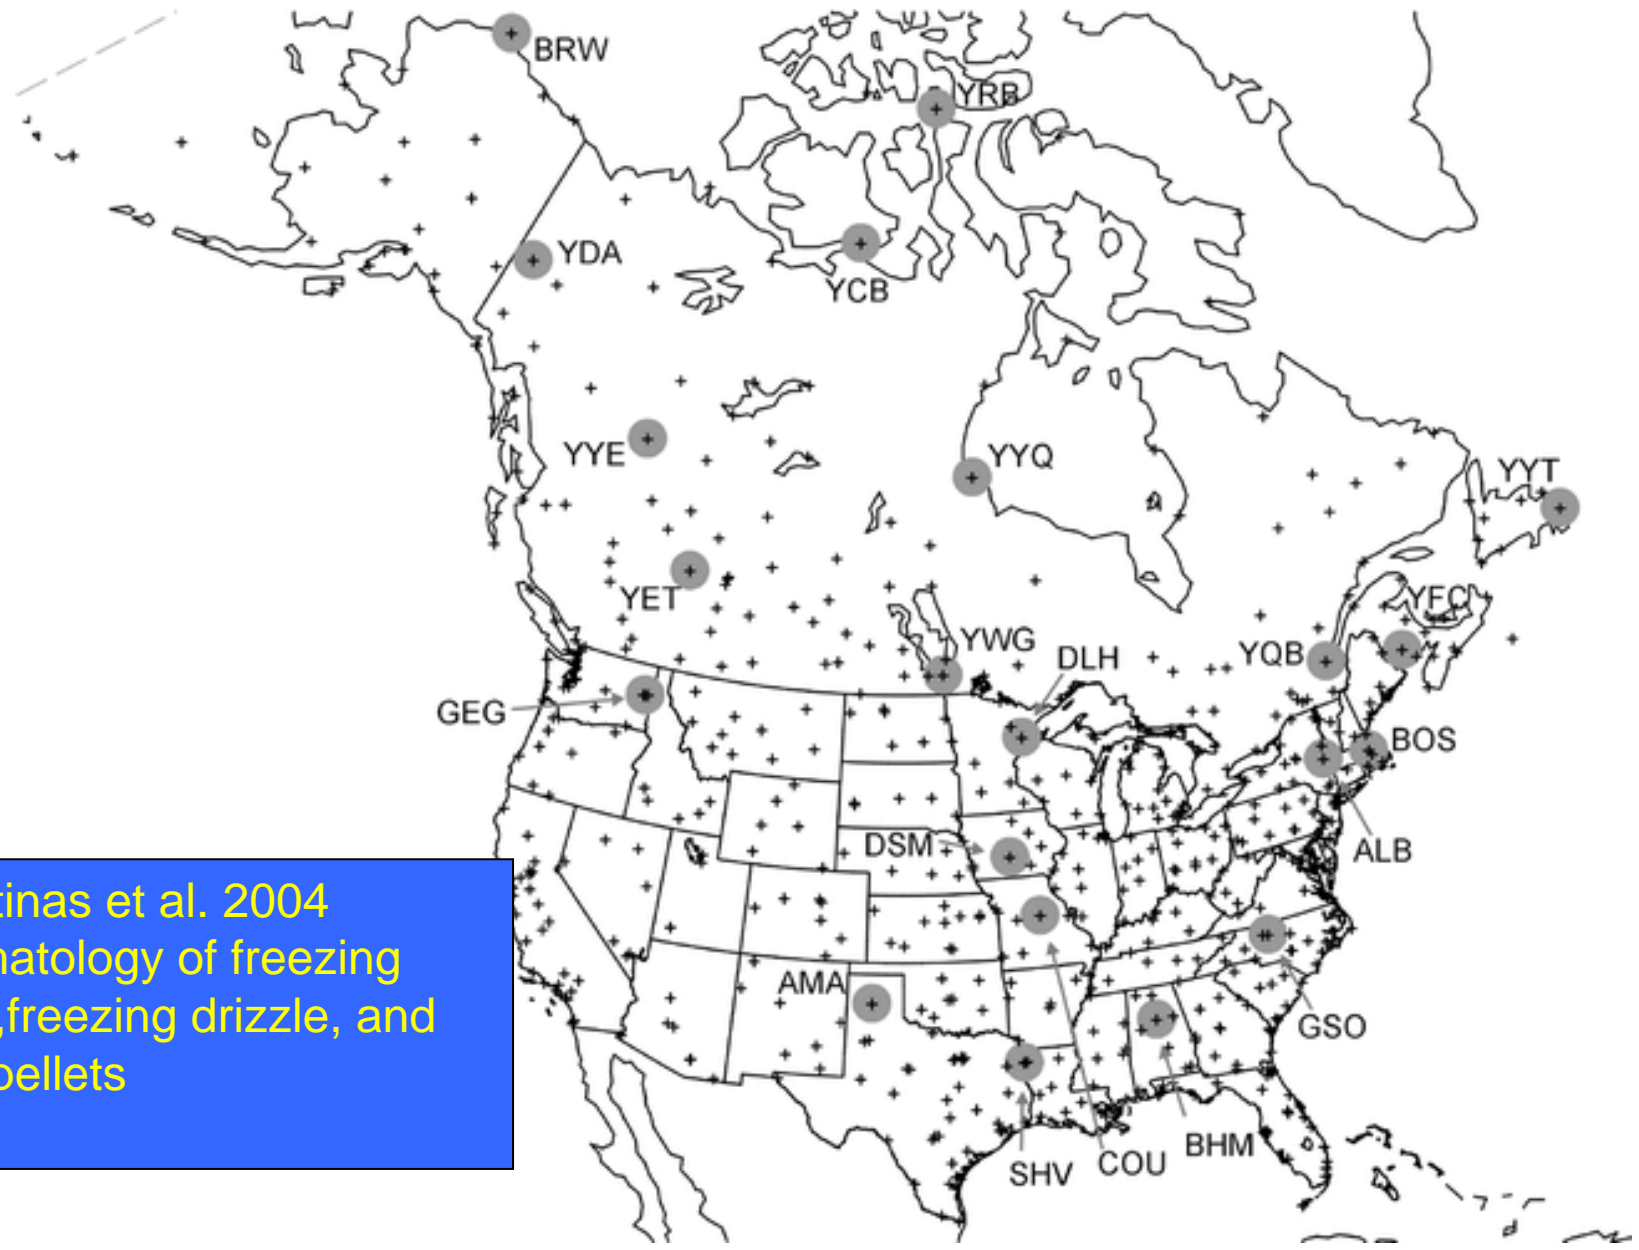 BRW
YRB
YDA
YCB
YYE
YYQ
YYT
YET
YFC
YWG
DLH
YQB
GEG
BOS
DSM
ALB
tinas et al. 2004
natology of freezing
,freezing drizzle, and
pellets
AMA
GSO
BHM
COU
SHV